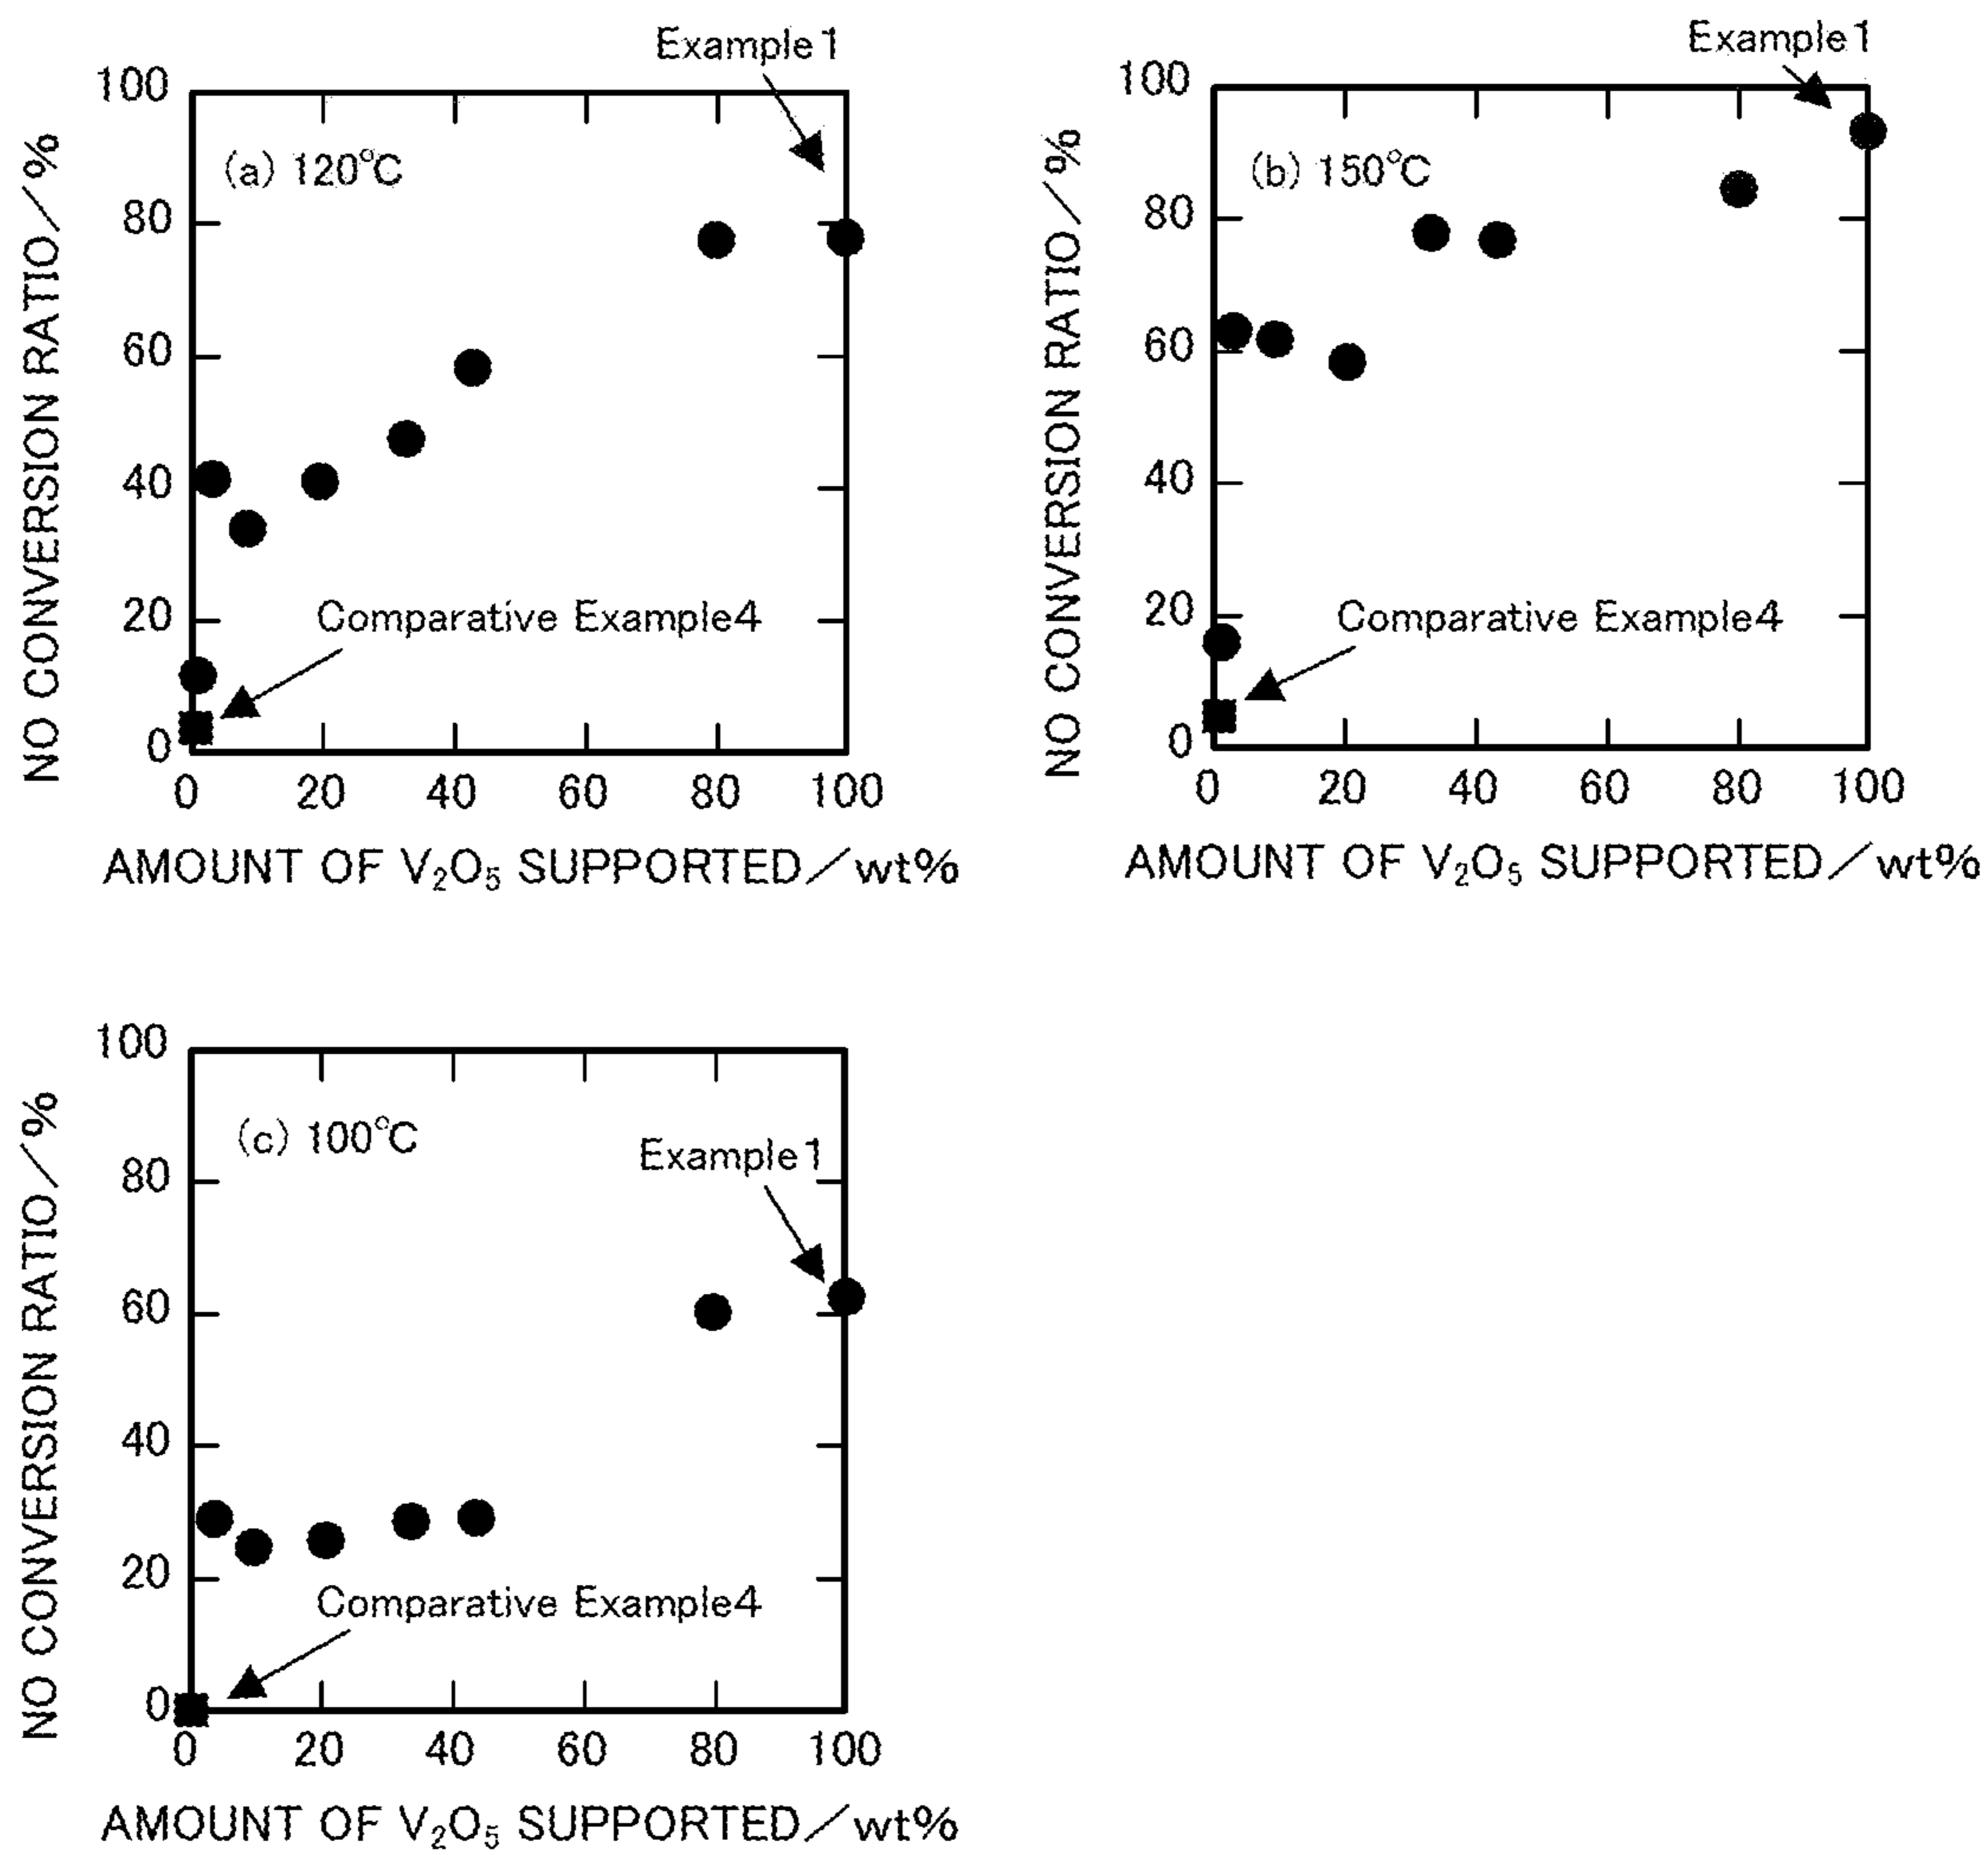 Example1
100
80
60
40
20
0
NO CONVERSION RATIO/%
(a) 120℃
Comparative Example4
0 20 40 60 80 100
AMOUNT OF V₂O₅ SUPPORTED/wt%
Example1
100
80
60
40
20
0
NO CONVERSION RATIO/%
(b) 150℃
Comparative Example4
0 20 40 60 80 100
AMOUNT OF V₂O₅ SUPPORTED/wt%
100
80
60
40
20
0
NO CONVERSION RATIO/%
(c) 100℃
Example1
Comparative Example4
0 20 40 60 80 100
AMOUNT OF V₂O₅ SUPPORTED/wt%